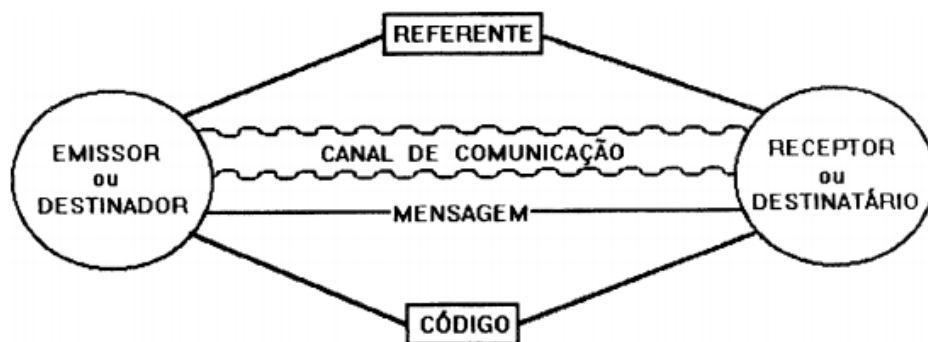 REFERENTE
EMISSOR
ou
DESTINADOR
CANAL DE COMUNICAÇÃO
MENSAGEM
RECEPTOR
ou
DESTINATÁRIO
CÓDIGO